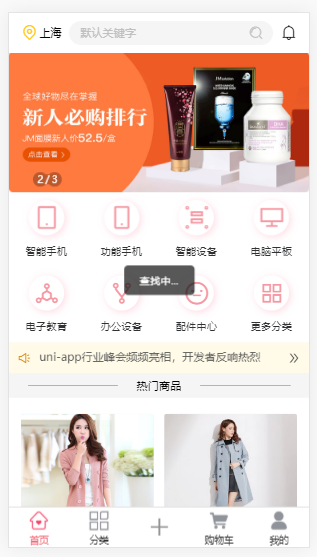 上海
默认关键字
全球好物尽在掌握
新人必购排行
JM面膜新人价52.5/盒
点击查看
2/3
智能手机
功能手机
智能设备
电脑平板
查找中...
电子教育
办公设备
配件中心
更多分类
uni-app行业峰会频频亮相，开发者反响热烈
热门商品
首页
分类
购物车
我的